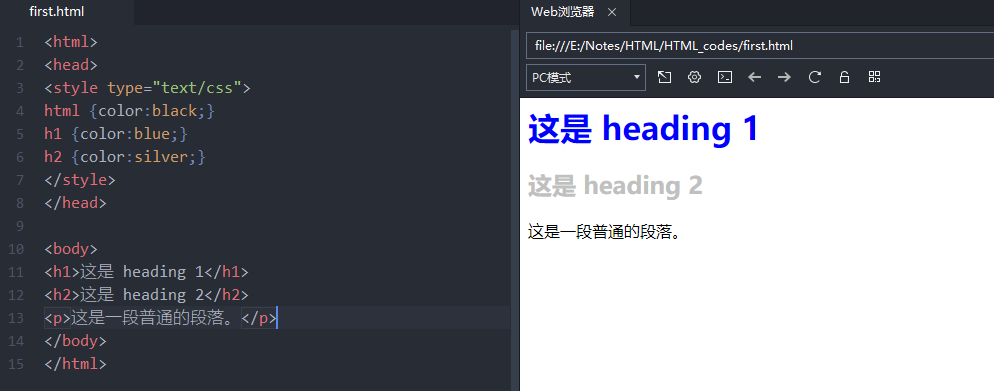 first.html
1 <html>
2 <head>
3 <style type="text/css">
4 html {color:black;}
5 h1 {color:blue;}
6 h2 {color:silver;}
7 </style>
8 </head>
9
10 <body>
11 <h1>这是 heading 1</h1>
12 <h2>这是 heading 2</h2>
13 <p>这是一段普通的段落。</p>
14 </body>
15 </html>
Web浏览器
file:///E:/Notes/HTML/HTML_codes/first.html
PC模式
这是 heading 1
这是 heading 2
这是一段普通的段落。